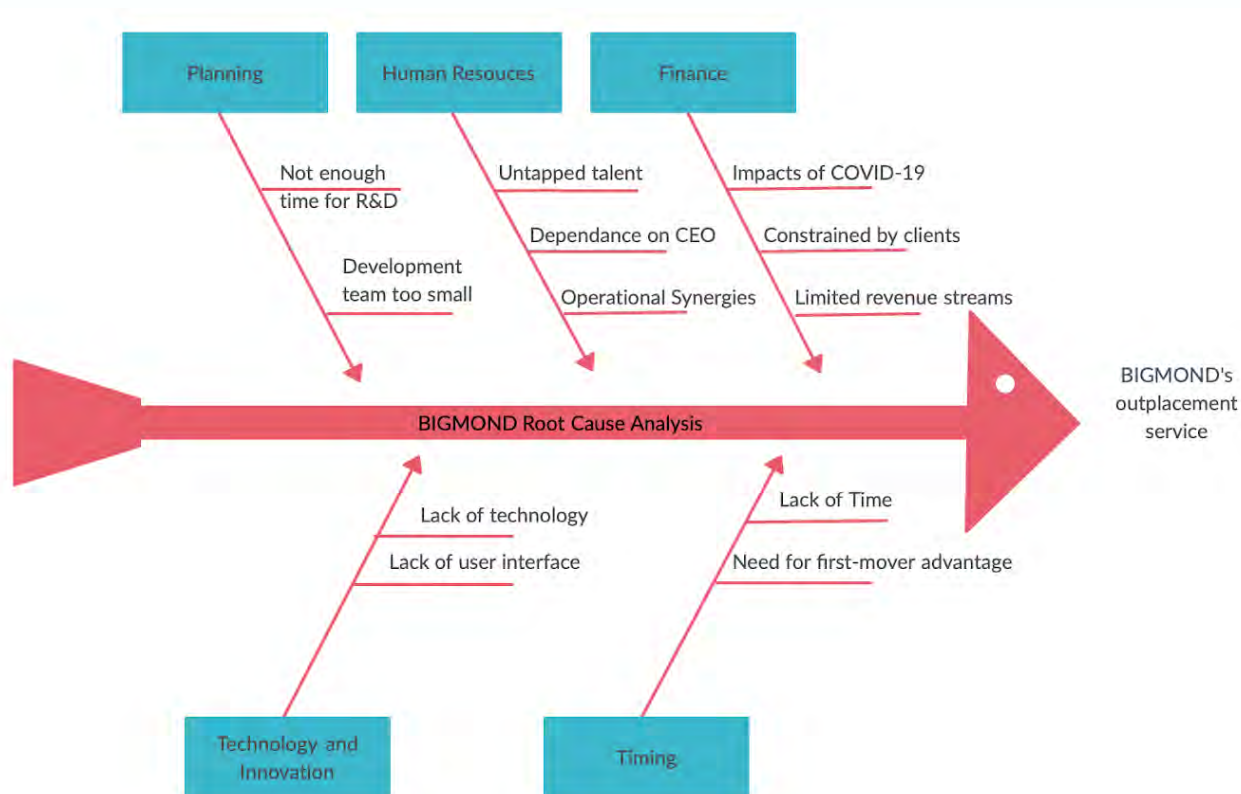 Planning
Human Resouces
Finance
Not enough
time for R&D
Development
team too small
Untapped talent
Dependance on CEO
Operational Synergies
Impacts of COVID-19
Constrained by clients
Limited revenue streams
BIGMOND Root Cause Analysis
BIGMOND's
outplacement
service
Lack of technology
Lack of user interface
Lack of Time
Need for first-mover advantage
Technology and
Innovation
Timing